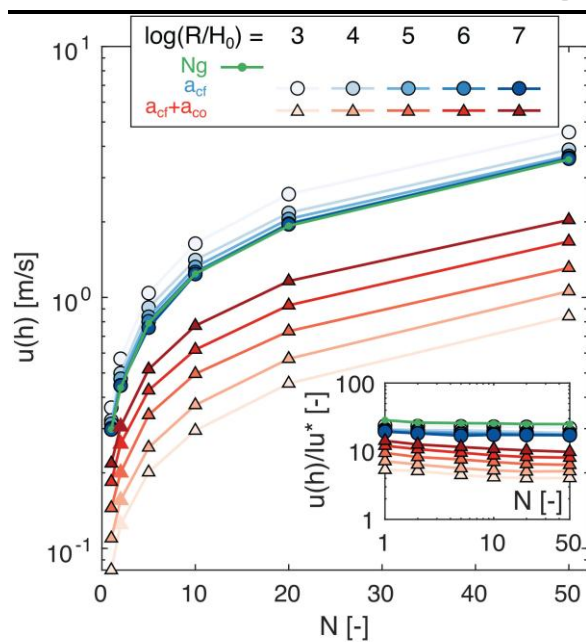 log(R/H₀) = 3 4 5 6 7
Ng
a_cf
a_cf+a_co
u(h) [m/s]
10¹
10⁰
10⁻¹
0 10 20 30 40 50
N [-]
u(h)/Iu* [-]
100
10
1
N [-]
1 10 50